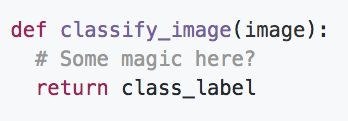 def classify_image(image):
  # Some magic here?
  return class_label